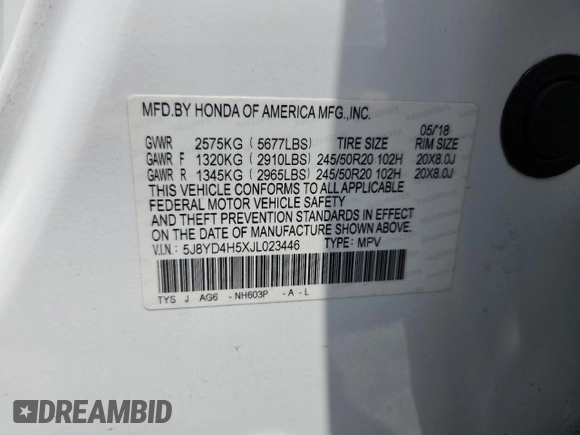 MFD.BY HONDA OF AMERICA MFG.,INC.
05/'18
GVWR 2575KG ( 5677LBS) TIRE SIZE RIM SIZE
GAWR F 1320KG ( 2910LBS) 245/50R20 102H 20X8.0J
GAWR R 1345KG ( 2965LBS) 245/50R20 102H 20X8.0J
THIS VEHICLE CONFORMS TO ALL APPLICABLE
FEDERAL MOTOR VEHICLE SAFETY
AND THEFT PREVENTION STANDARDS IN EFFECT
ON THE DATE OF MANUFACTURE SHOWN ABOVE.
V.I.N.: 5J8YD4H5XJL023446 TYPE: MPV
TYS J AG6 -NH603P -A-L
DREAMBID